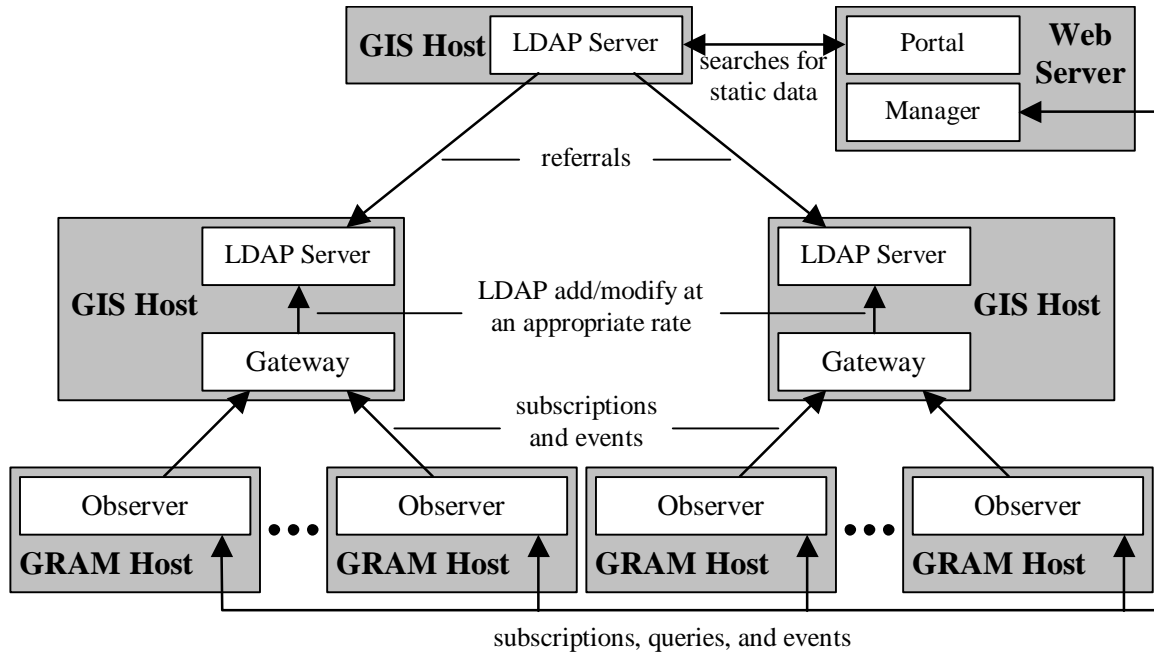 GIS Host
LDAP Server
searches for
static data
Portal
Manager
Web
Server
referrals
LDAP Server
GIS Host
Gateway
LDAP add/modify at
an appropriate rate
LDAP Server
GIS Host
Gateway
subscriptions
and events
Observer
GRAM Host
Observer
GRAM Host
Observer
GRAM Host
Observer
GRAM Host
subscriptions, queries, and events